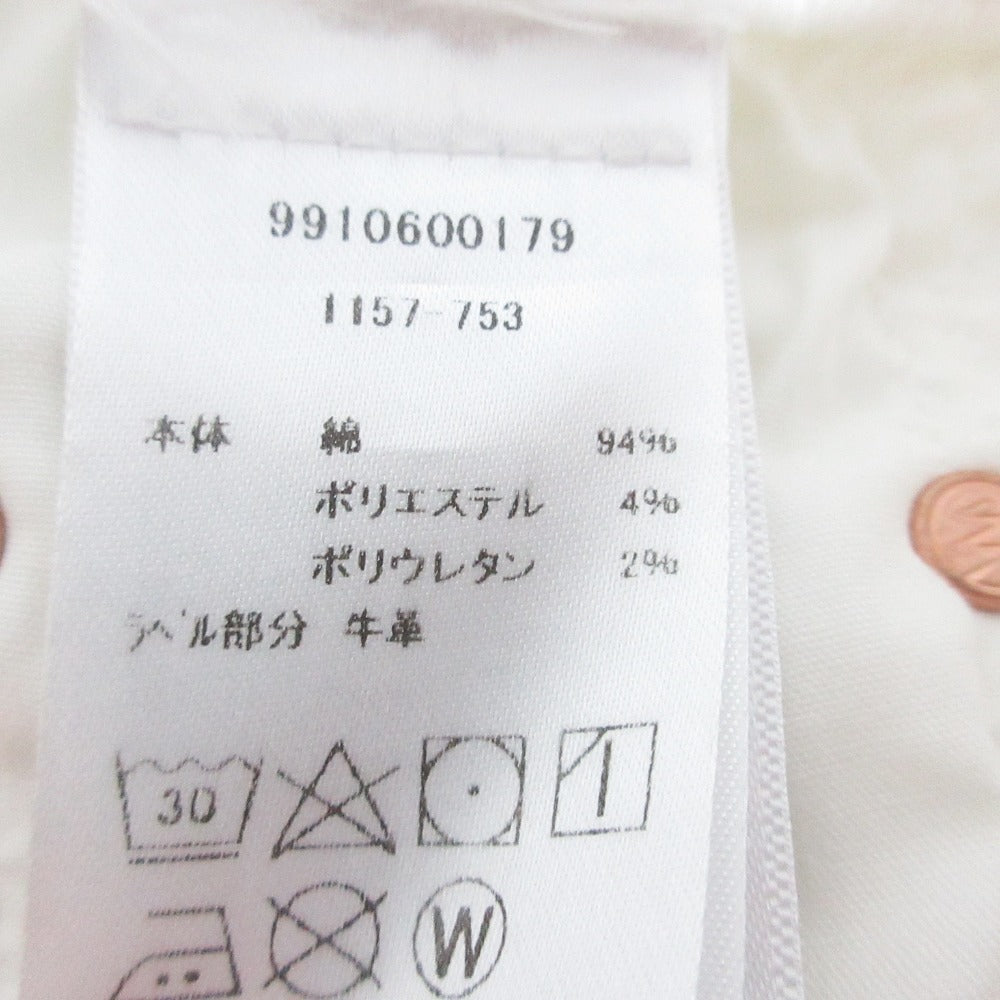 9910600179
1157-753
本体 綿 94%
ポリエステル 4%
ポリウレタン 2%
ラベル部分 牛革
30
W